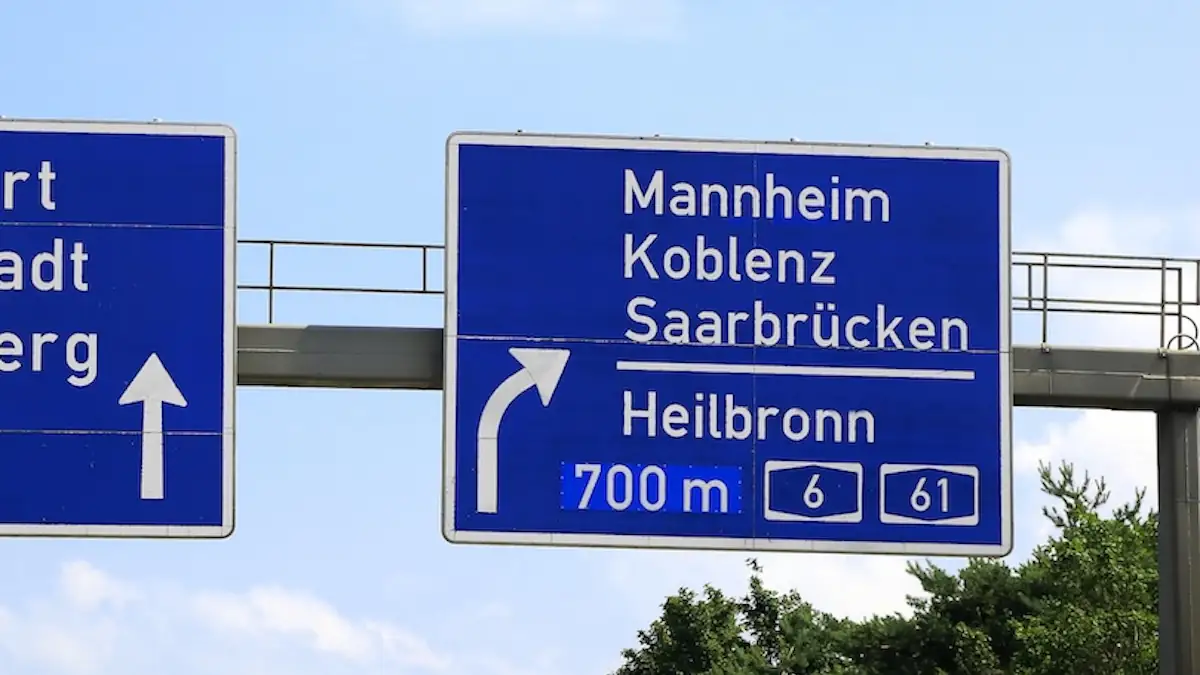 rt
adt
erg
Mannheim
Koblenz
Saarbrücken
Heilbronn
700 m 6 61